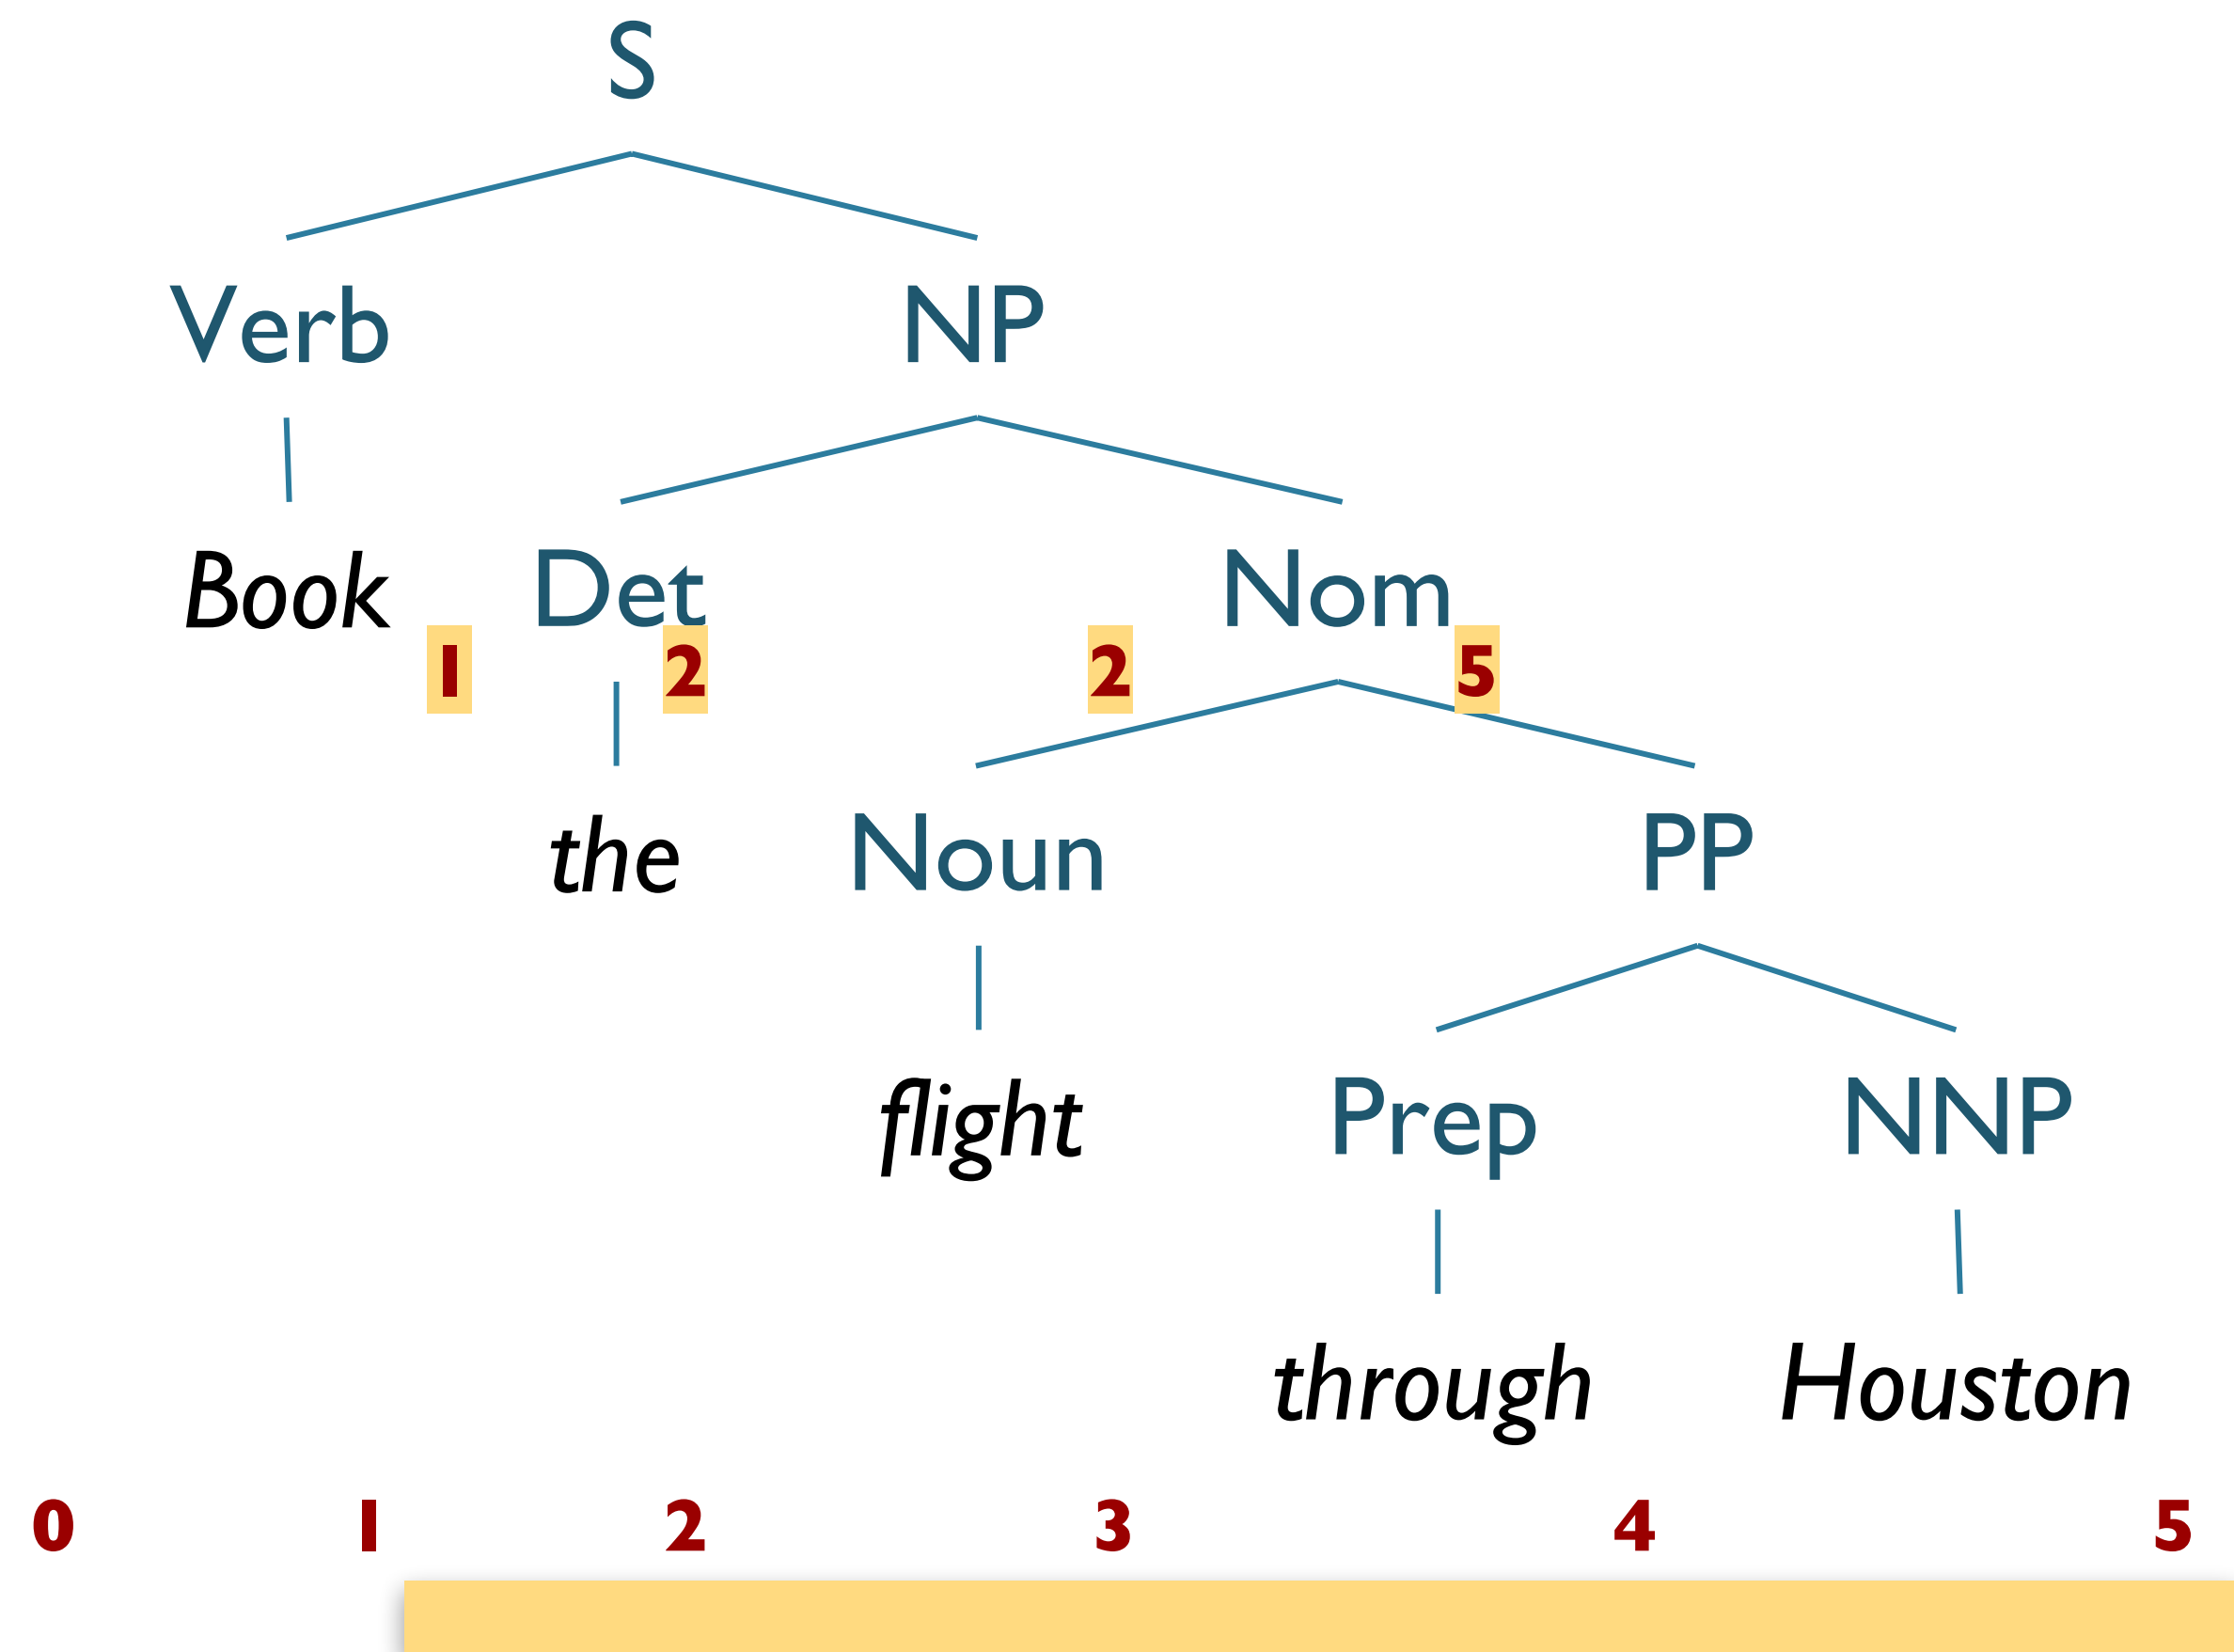 S
Verb NP
Book Det Nom
1 2 2 5
the Noun PP
flight Prep NNP
through Houston
0 1 2 3 4 5